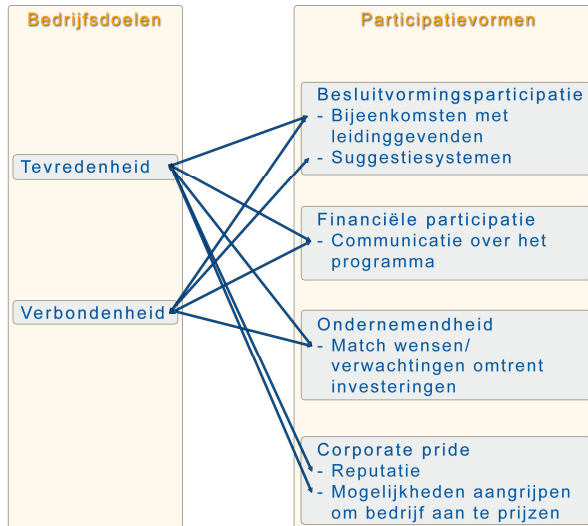 Bedrijfsdoelen
Tevredenheid
Verbondenheid
Participatievormen
Besluitvormingsparticipatie
- Bijeenkomsten met
leidinggevenden
- Suggestiesystemen
Financiële participatie
- Communicatie over het
programma
Ondernemendheid
- Match wensen/
verwachtingen omtrent
investeringen
Corporate pride
- Reputatie
- Mogelijkheden aangrijpen
om bedrijf aan te prijzen